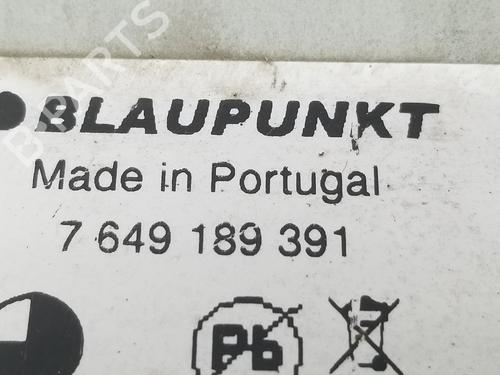 BLAUPUNKT
Made in Portugal
7 649 189 391
Pb